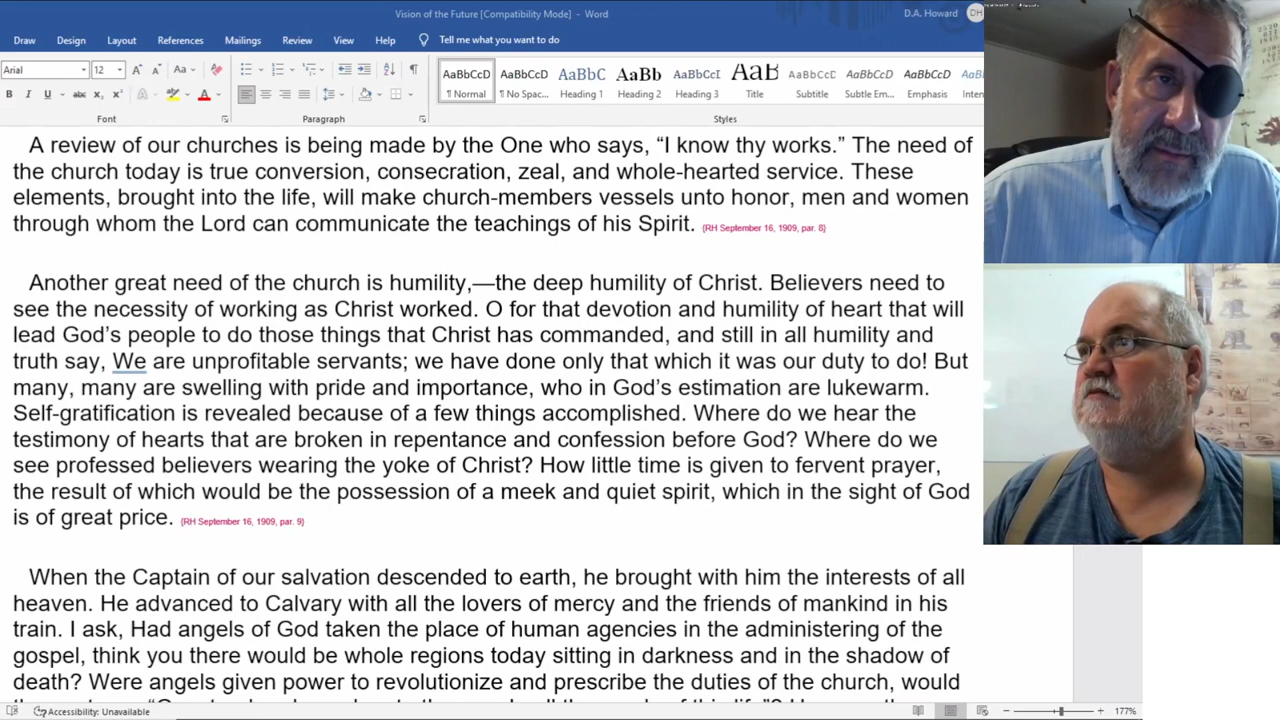 Vision of the Future [Compatibility Mode] - Word
D.A. Howard
DH
Draw Design Layout References Mailings Review View Help Tell me what you want to do
Arial 12 Aa
AaBbCcD AaBbCcD AaBbC AaBb AaBbCcI AaB AaBbCcD AaBbCcD AaBbCcD AaBb
B I U abc x₂ x² A A
¶ Normal ¶ No Spac... Heading 1 Heading 2 Heading 3 Title Subtitle Subtle Em... Emphasis Inten
Font Paragraph Styles
A review of our churches is being made by the One who says, “I know thy works.” The need of
the church today is true conversion, consecration, zeal, and whole-hearted service. These
elements, brought into the life, will make church-members vessels unto honor, men and women
through whom the Lord can communicate the teachings of his Spirit. {RH September 16, 1909, par. 8}
Another great need of the church is humility,—the deep humility of Christ. Believers need to
see the necessity of working as Christ worked. O for that devotion and humility of heart that will
lead God’s people to do those things that Christ has commanded, and still in all humility and
truth say, We are unprofitable servants; we have done only that which it was our duty to do! But
many, many are swelling with pride and importance, who in God’s estimation are lukewarm.
Self-gratification is revealed because of a few things accomplished. Where do we hear the
testimony of hearts that are broken in repentance and confession before God? Where do we
see professed believers wearing the yoke of Christ? How little time is given to fervent prayer,
the result of which would be the possession of a meek and quiet spirit, which in the sight of God
is of great price. {RH September 16, 1909, par. 9}
When the Captain of our salvation descended to earth, he brought with him the interests of all
heaven. He advanced to Calvary with all the lovers of mercy and the friends of mankind in his
train. I ask, Had angels of God taken the place of human agencies in the administering of the
gospel, think you there would be whole regions today sitting in darkness and in the shadow of
death? Were angels given power to revolutionize and prescribe the duties of the church, would
Accessibility: Unavailable
177%